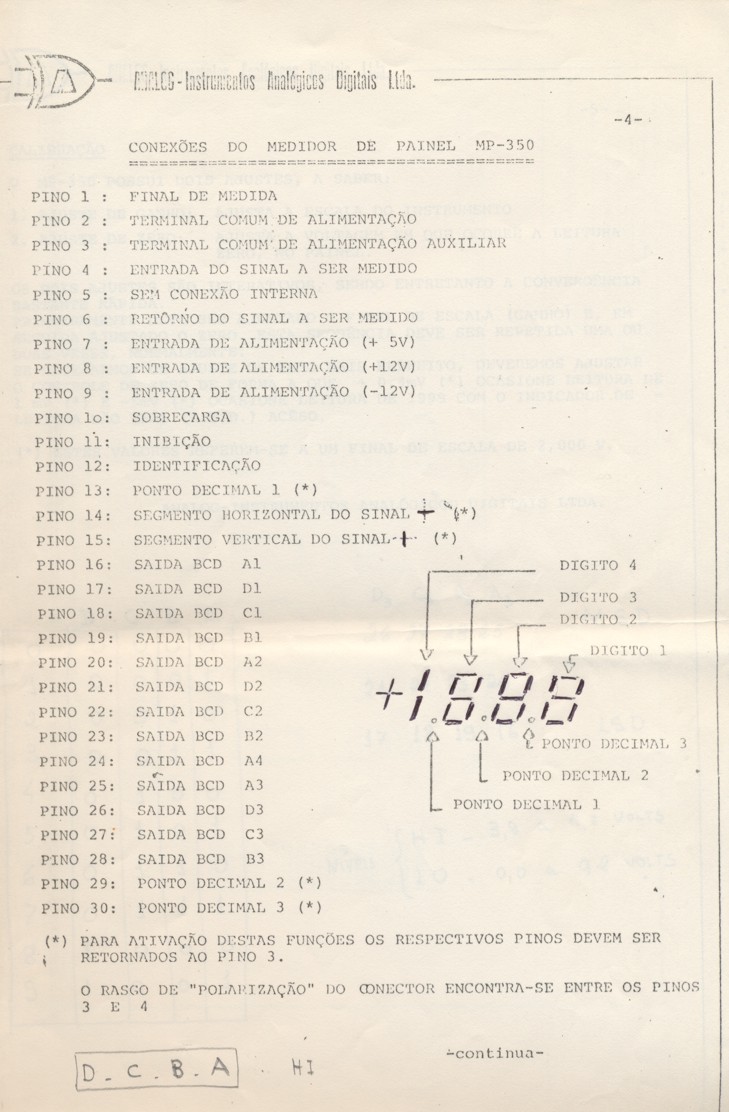 - Instrumentos Analógicos Digitais Ltda.
-4-
CONEXÕES DO MEDIDOR DE PAINEL MP-350
PINO 1 : FINAL DE MEDIDA
PINO 2 : TERMINAL COMUM DE ALIMENTAÇÃO
PINO 3 : TERMINAL COMUM DE ALIMENTAÇÃO AUXILIAR
PINO 4 : ENTRADA DO SINAL A SER MEDIDO
PINO 5 : SEM CONEXÃO INTERNA
PINO 6 : RETÔRNO DO SINAL A SER MEDIDO
PINO 7 : ENTRADA DE ALIMENTAÇÃO (+ 5V)
PINO 8 : ENTRADA DE ALIMENTAÇÃO (+12V)
PINO 9 : ENTRADA DE ALIMENTAÇÃO (-12V)
PINO 1o: SOBRECARGA
PINO 11: INIBIÇÃO
PINO 12: IDENTIFICAÇÃO
PINO 13: PONTO DECIMAL 1 (*)
PINO 14: SEGMENTO HORIZONTAL DO SINAL + (*)
PINO 15: SEGMENTO VERTICAL DO SINAL + (*)
PINO 16: SAIDA BCD A1
PINO 17: SAIDA BCD D1
PINO 18: SAIDA BCD C1
PINO 19: SAIDA BCD B1
PINO 20: SAIDA BCD A2
PINO 21: SAIDA BCD D2
PINO 22: SAIDA BCD C2
PINO 23: SAIDA BCD B2
PINO 24: SAIDA BCD A4
PINO 25: SAÍDA BCD A3
PINO 26: SAIDA BCD D3
PINO 27: SAIDA BCD C3
PINO 28: SAIDA BCD B3
PINO 29: PONTO DECIMAL 2 (*)
PINO 30: PONTO DECIMAL 3 (*)
DIGITO 4
DIGITO 3
DIGITO 2
DIGITO 1
+1.8.8.8
PONTO DECIMAL 3
PONTO DECIMAL 2
PONTO DECIMAL 1
(*) PARA ATIVAÇÃO DESTAS FUNÇÕES OS RESPECTIVOS PINOS DEVEM SER
RETORNADOS AO PINO 3.
O RASGO DE "POLARIZAÇÃO" DO CONECTOR ENCONTRA-SE ENTRE OS PINOS
3 E 4
-continua-
D - C . B . A . HI